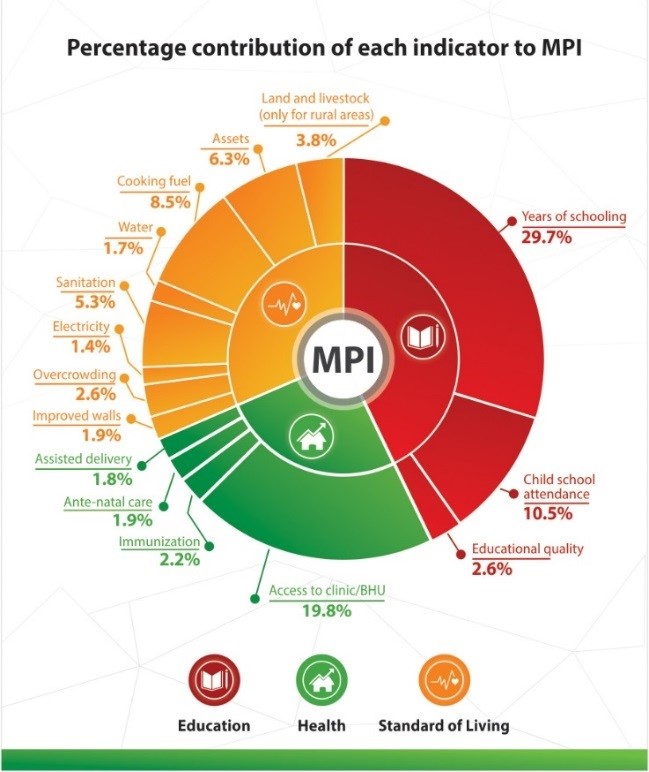 Percentage contribution of each indicator to MPI
Land and livestock
(only for rural areas)
3.8%
Assets
6.3%
Cooking fuel
8.5%
Water
1.7%
Sanitation
5.3%
Electricity
1.4%
Overcrowding
2.6%
Improved walls
1.9%
Assisted delivery
1.8%
Ante-natal care
1.9%
Immunization
2.2%
Access to clinic/BHU
19.8%
Years of schooling
29.7%
Child school
attendance
10.5%
Educational quality
2.6%
MPI
Education
Health
Standard of Living